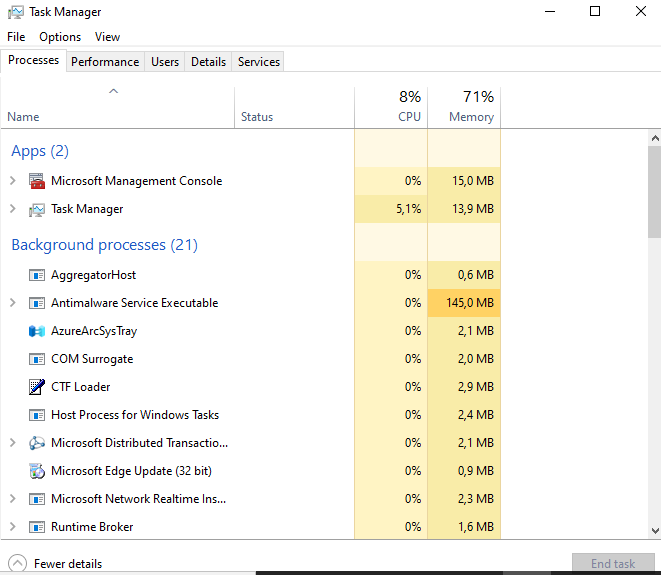 Task Manager
File Options View
Processes Performance Users Details Services
8% 71%
Name Status CPU Memory
Apps (2)
Microsoft Management Console 0% 15,0 MB
Task Manager 5,1% 13,9 MB
Background processes (21)
AggregatorHost 0% 0,6 MB
Antimalware Service Executable 0% 145,0 MB
AzureArcSysTray 0% 2,1 MB
COM Surrogate 0% 2,0 MB
CTF Loader 0% 2,9 MB
Host Process for Windows Tasks 0% 2,4 MB
Microsoft Distributed Transactio... 0% 2,1 MB
Microsoft Edge Update (32 bit) 0% 0,9 MB
Microsoft Network Realtime Ins... 0% 2,3 MB
Runtime Broker 0% 1,6 MB
Fewer details End task